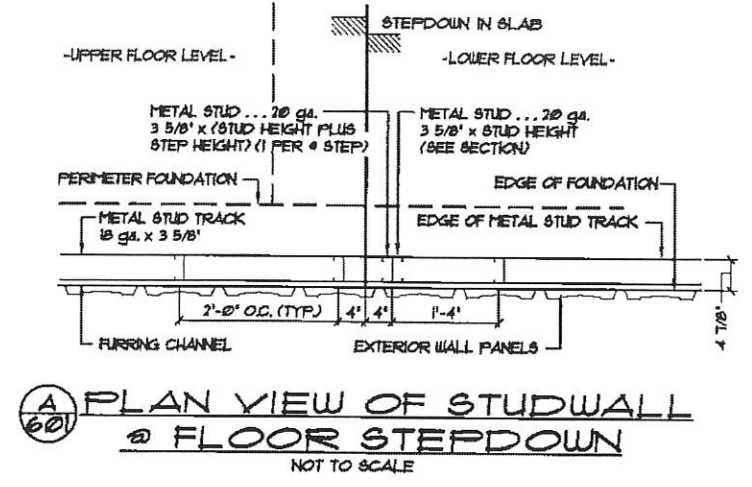 STEPDOWN IN SLAB
-UPPER FLOOR LEVEL-
-LOWER FLOOR LEVEL-
METAL STUD ... 20 ga.
3 5/8" x (STUD HEIGHT PLUS
STEP HEIGHT) (1 PER @ STEP)
METAL STUD ... 20 ga.
3 5/8" x STUD HEIGHT
(SEE SECTION)
PERIMETER FOUNDATION
EDGE OF FOUNDATION
METAL STUD TRACK
18 ga. x 3 5/8"
EDGE OF METAL STUD TRACK
2'-0" O.C. (TYP.)
4"
4"
1'-4"
4 7/8"
FURRING CHANNEL
EXTERIOR WALL PANELS
A
601
PLAN VIEW OF STUDWALL
@ FLOOR STEPDOWN
NOT TO SCALE